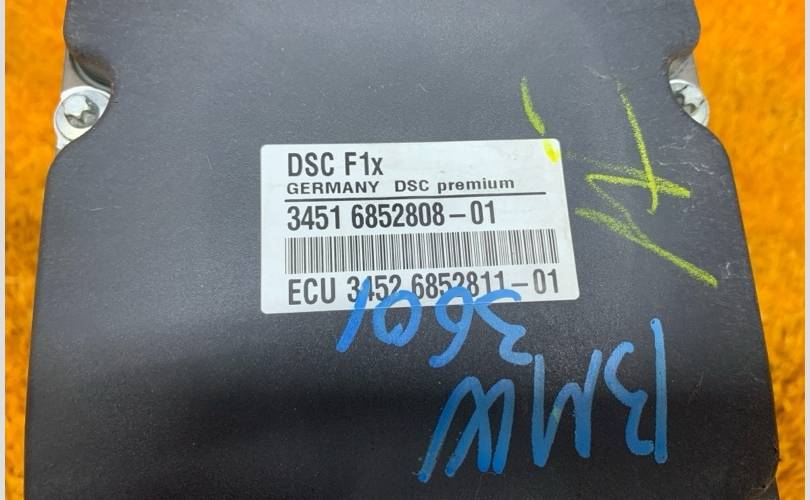 DSC F1x
GERMANY DSC premium
3451 6852808-01
ECU 3452 6852811-01
BMW
3601